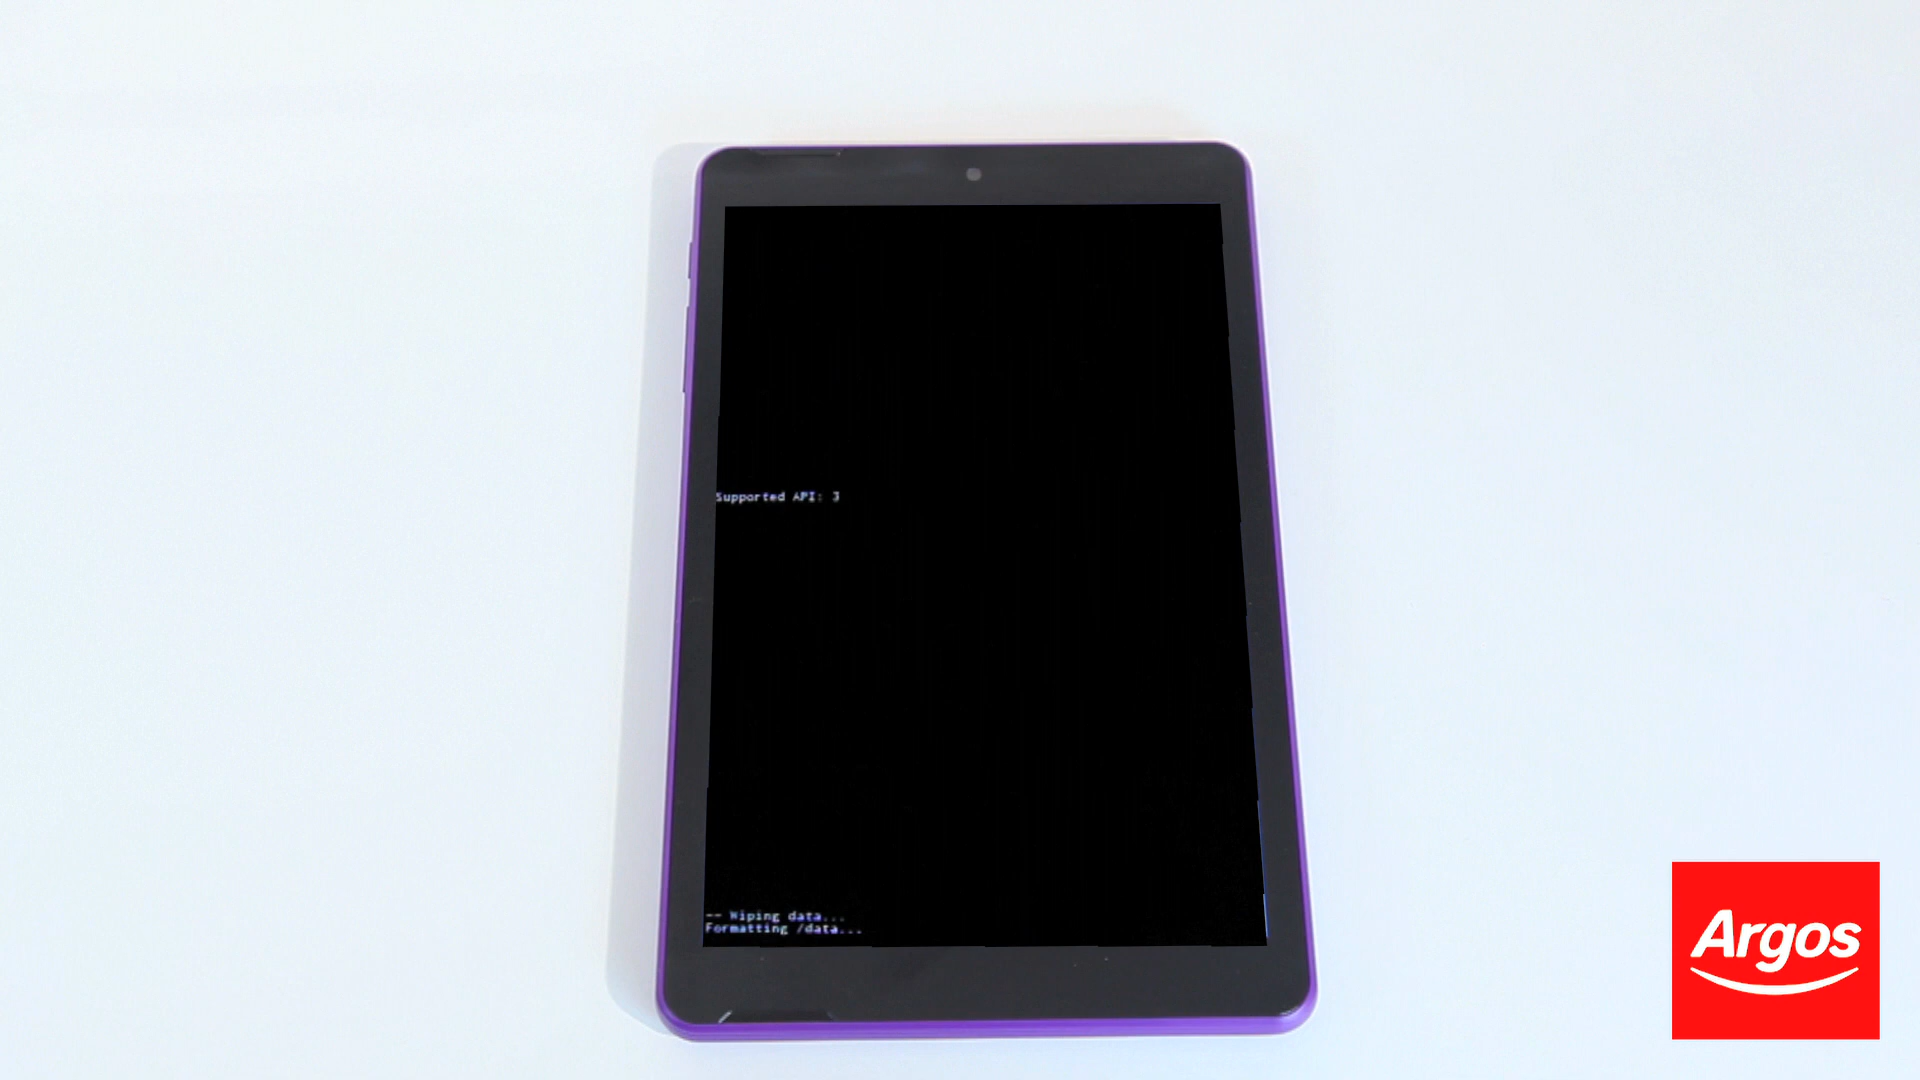 Supported API: 3
-- Wiping data...
Formatting /data...
Argos